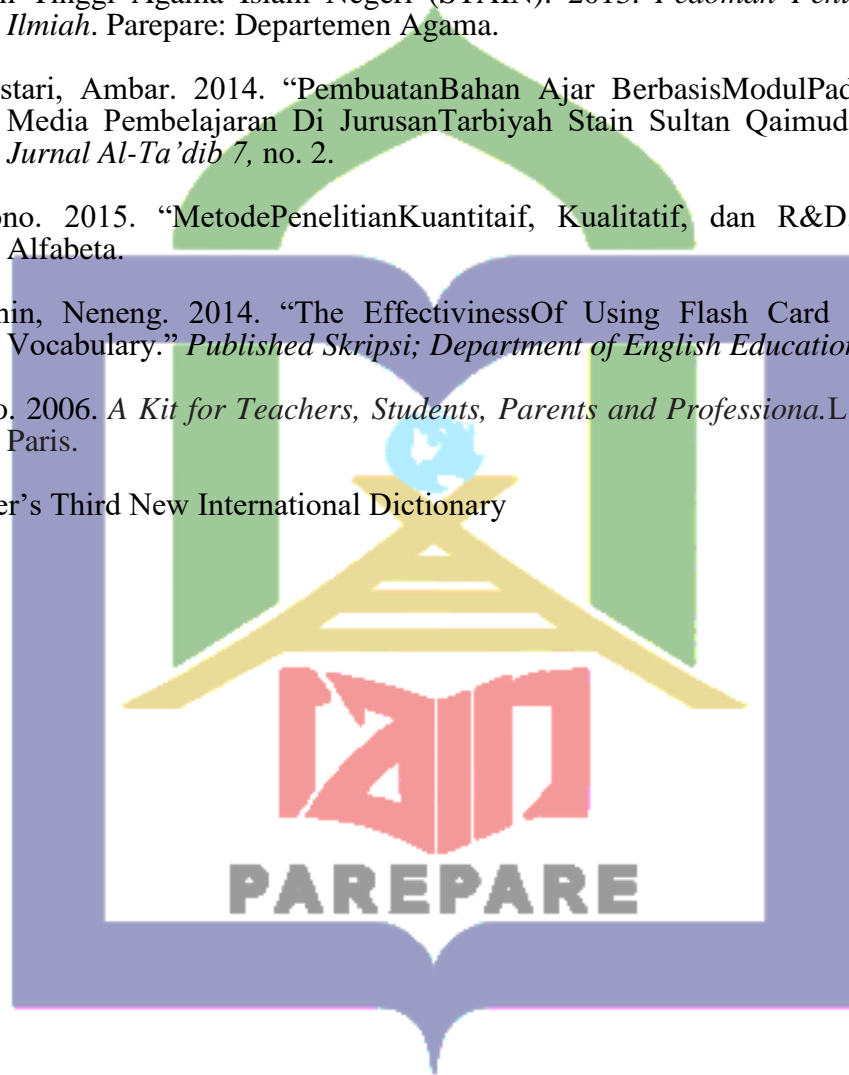 Tinggi Agama Islam Negeri (STAIN). 2013. Pedoman
Ilmiah. Parepare: Departemen Agama.
stari, Ambar. 2014. “PembuatanBahan Ajar BerbasisModulPad
Media Pembelajaran Di JurusanTarbiyah Stain Sultan Qaimud
Jurnal Al-Ta’dib 7, no. 2.
ono. 2015. “MetodePenelitianKuantitaif, Kualitatif, dan R&D.
Alfabeta.
min, Neneng. 2014. “The EffectivinessOf Using Flash Card
Vocabulary.” Published Skripsi; Department of English Education
o. 2006. A Kit for Teachers, Students, Parents and Professiona.L
Paris.
er’s Third New International Dictionary
iain
PAREPARE